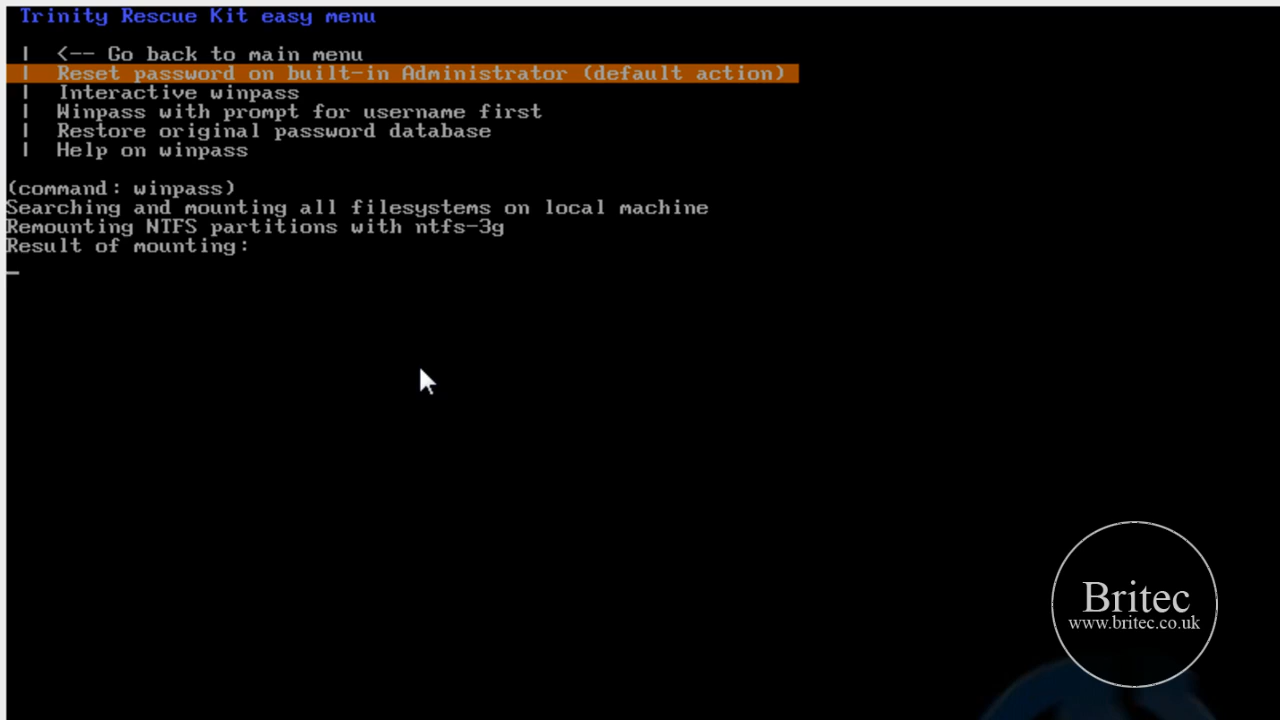 Trinity Rescue Kit easy menu
| <-- Go back to main menu
| Reset password on built-in Administrator (default action)
| Interactive winpass
| Winpass with prompt for username first
| Restore original password database
| Help on winpass
(command: winpass)
Searching and mounting all filesystems on local machine
Remounting NTFS partitions with ntfs-3g
Result of mounting:
_
Britec
www.britec.co.uk